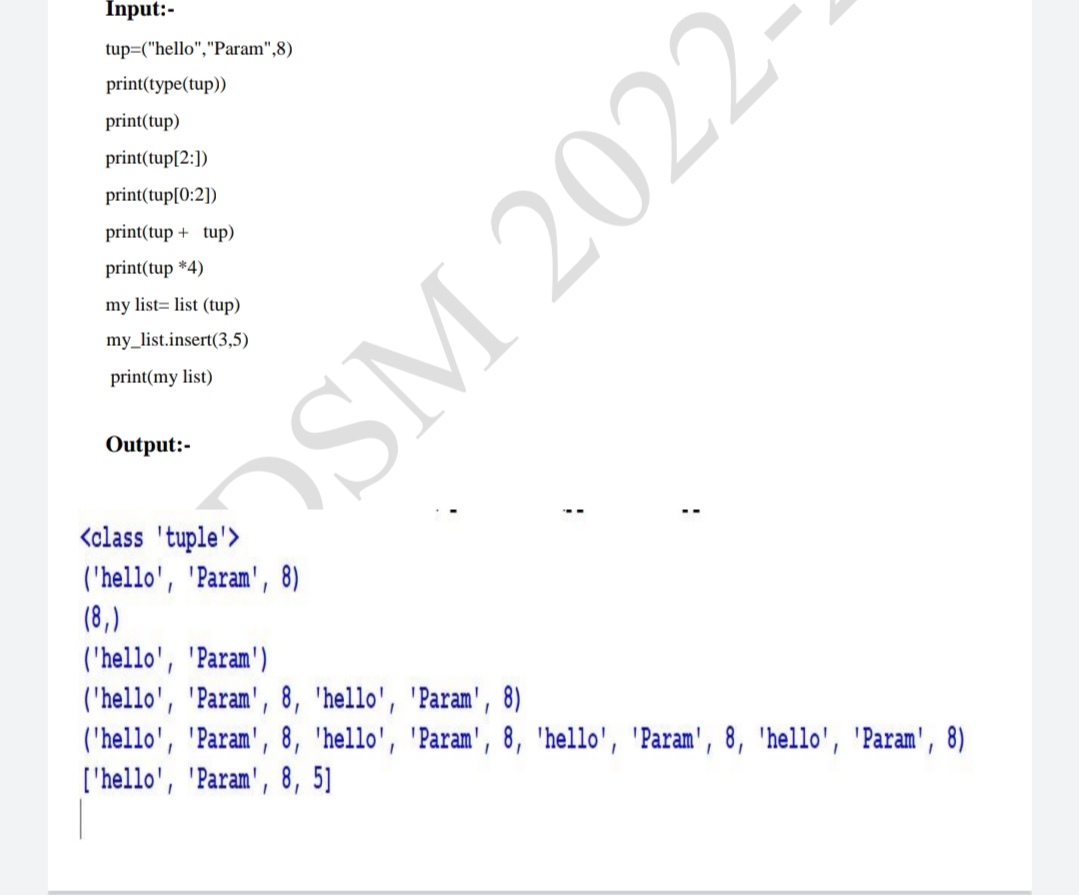 Input:-
tup=("hello","Param",8)
print(type(tup))
print(tup)
print(tup[2:])
print(tup[0:2])
print(tup + tup)
print(tup *4)
my list= list (tup)
my_list.insert(3,5)
print(my list)
Output:-
DSM 2022-
<class 'tuple'>
('hello', 'Param', 8)
(8,)
('hello', 'Param')
('hello', 'Param', 8, 'hello', 'Param', 8)
('hello', 'Param', 8, 'hello', 'Param', 8, 'hello', 'Param', 8, 'hello', 'Param', 8)
['hello', 'Param', 8, 5]